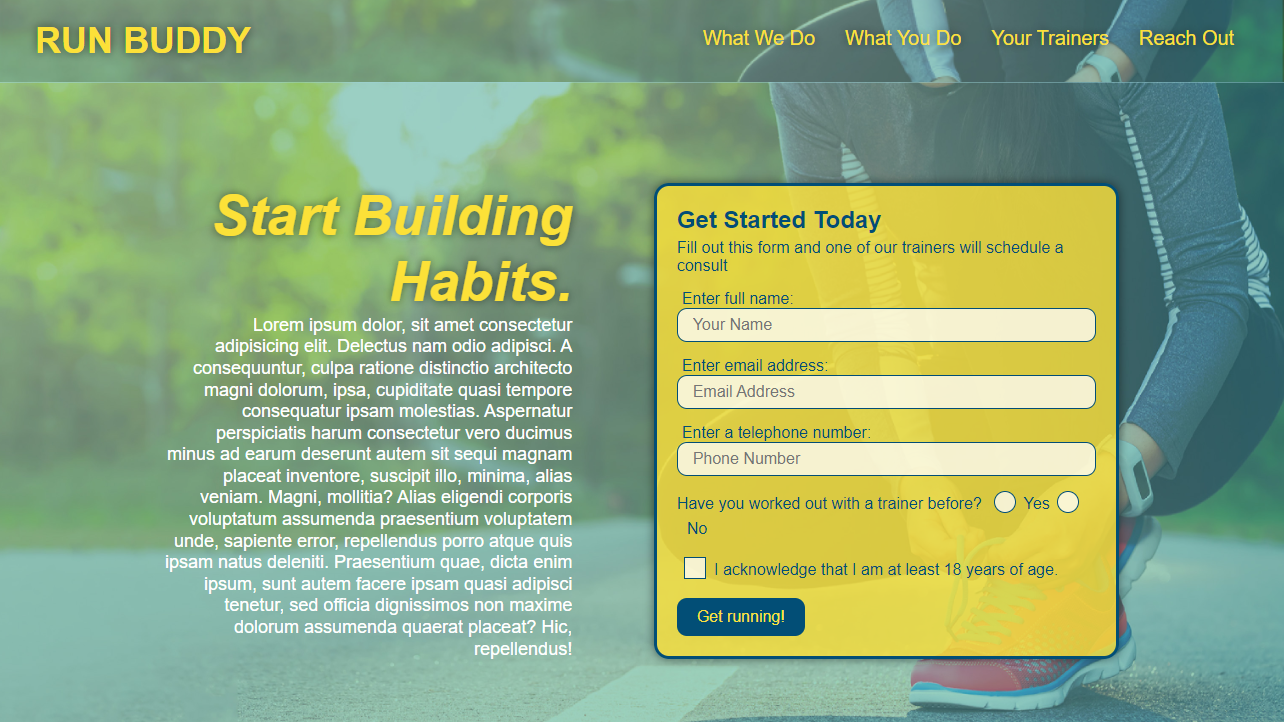 RUN BUDDY
What We Do What You Do Your Trainers Reach Out
Start Building
Habits.
Lorem ipsum dolor, sit amet consectetur
adipisicing elit. Delectus nam odio adipisci. A
consequuntur, culpa ratione distinctio architecto
magni dolorum, ipsa, cupiditate quasi tempore
consequatur ipsam molestias. Aspernatur
perspiciatis harum consectetur vero ducimus
minus ad earum deserunt autem sit sequi magnam
placeat inventore, suscipit illo, minima, alias
veniam. Magni, mollitia? Alias eligendi corporis
voluptatum assumenda praesentium voluptatem
unde, sapiente error, repellendus porro atque quis
ipsam natus deleniti. Praesentium quae, dicta enim
ipsum, sunt autem facere ipsam quasi adipisci
tenetur, sed officia dignissimos non maxime
dolorum assumenda quaerat placeat? Hic,
repellendus!
Get Started Today
Fill out this form and one of our trainers will schedule a
consult
Enter full name:
Your Name
Enter email address:
Email Address
Enter a telephone number:
Phone Number
Have you worked out with a trainer before? Yes
No
I acknowledge that I am at least 18 years of age.
Get running!